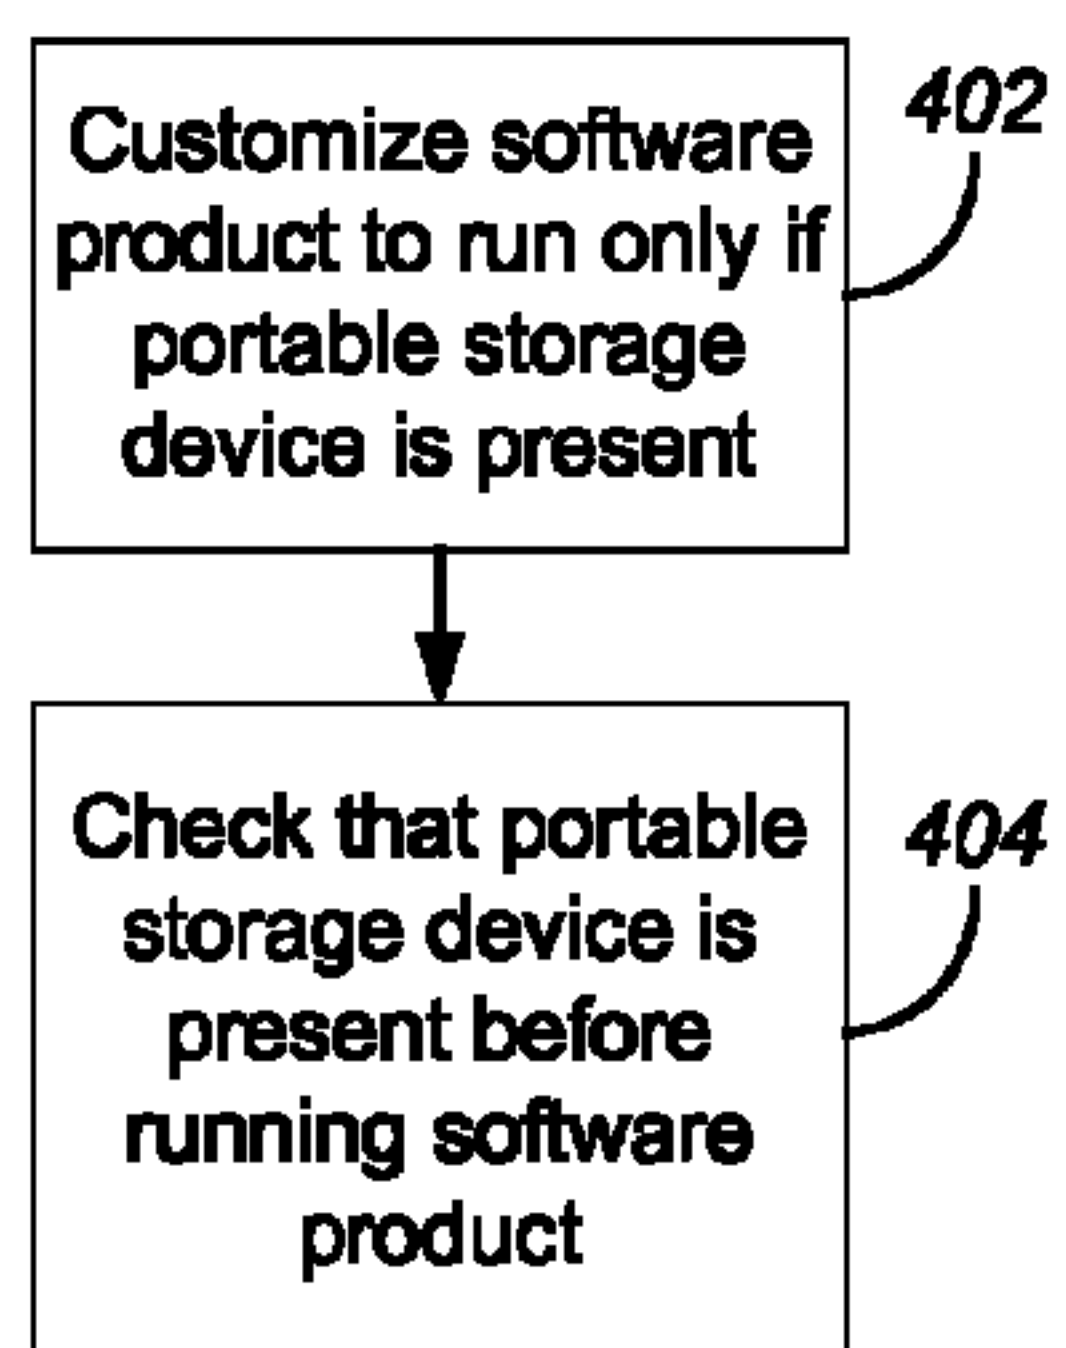 Customize software
product to run only if
portable storage
device is present
402
Check that portable
storage device is
present before
running software
product
404